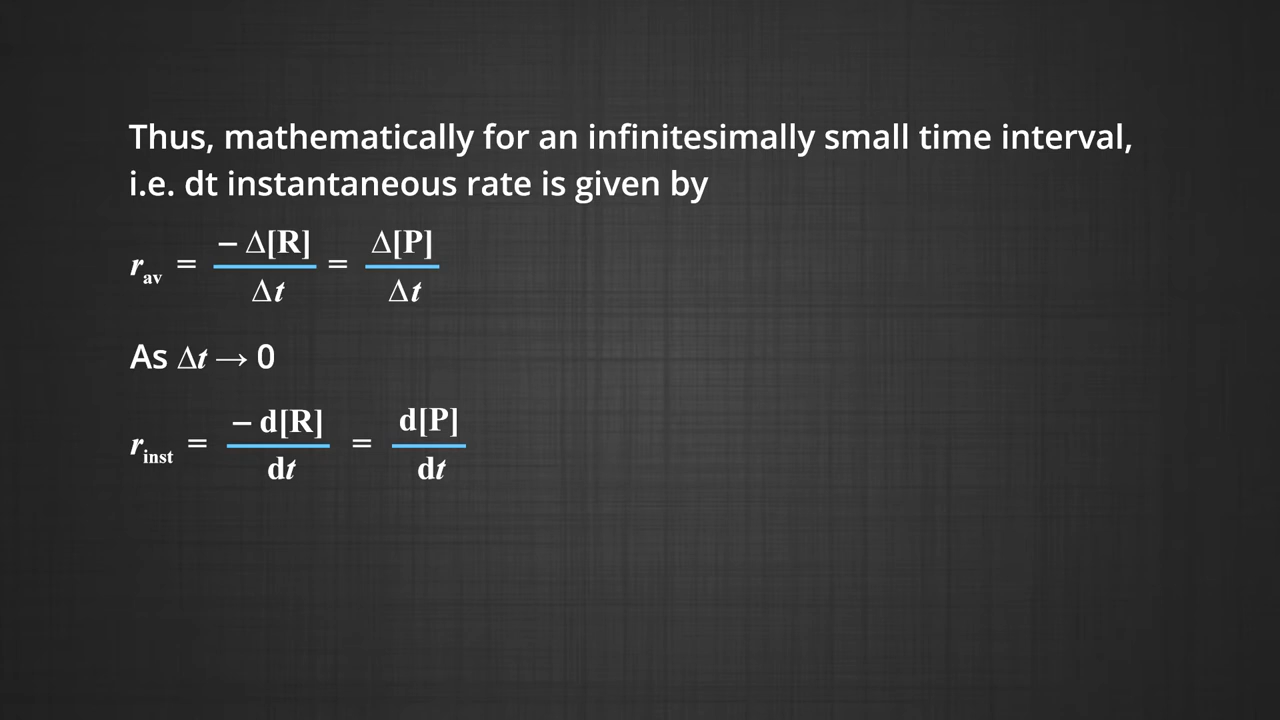 Thus, mathematically for an infinitesimally small time interval,
i.e. dt instantaneous rate is given by
r_av = − Δ[R] / Δt = Δ[P] / Δt
As Δt → 0
r_inst = − d[R] / dt = d[P] / dt